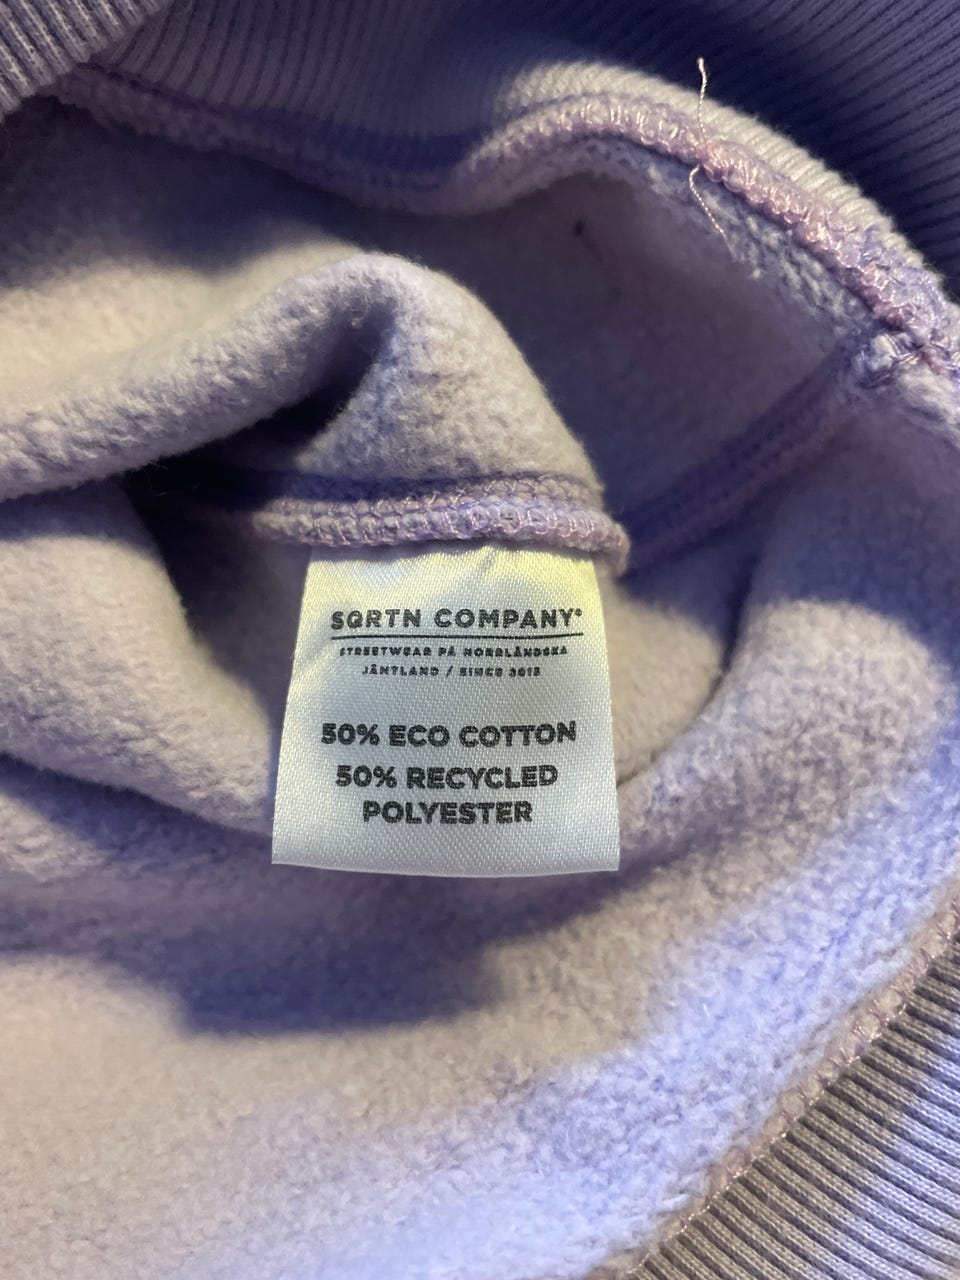 SQRTN COMPANY®
STREETWEAR PÅ NORRLÄNDSKA
JÄMTLAND / SINCE 2013
50% ECO COTTON
50% RECYCLED
POLYESTER